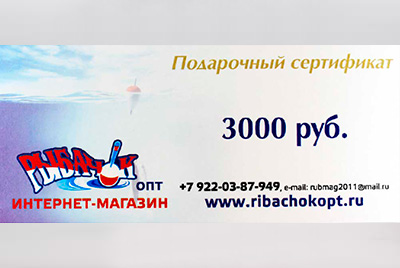 Подарочный сертификат
3000 руб.
РЫБАЧОК
ОПТ
ИНТЕРНЕТ-МАГАЗИН
+7 922-03-87-949, e-mail: rubmag2011@mail.ru
www.ribachokopt.ru